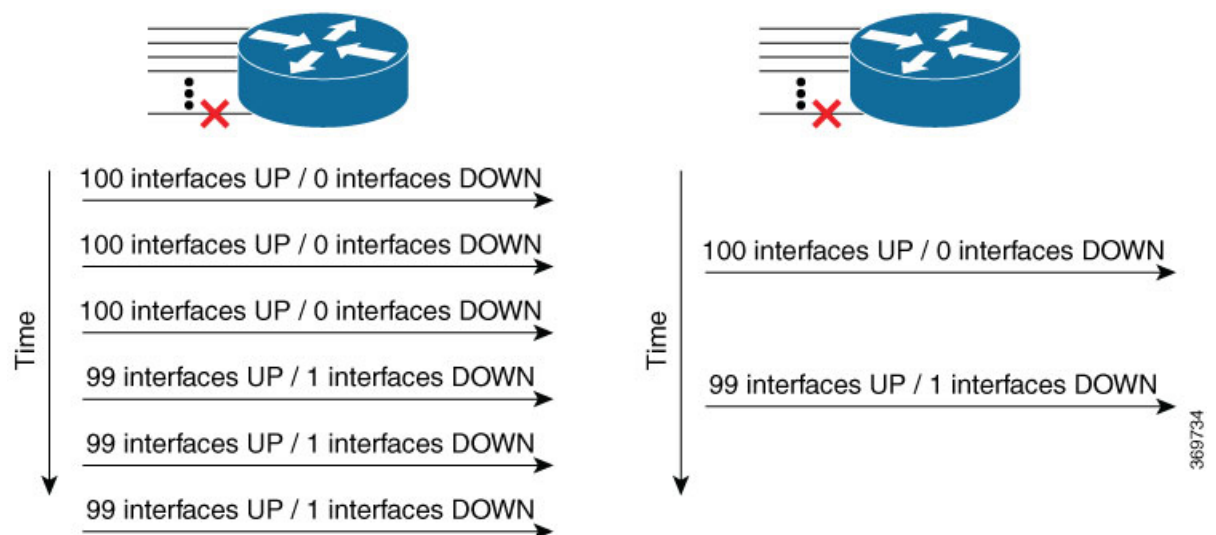 Time
100 interfaces UP / 0 interfaces DOWN
100 interfaces UP / 0 interfaces DOWN
100 interfaces UP / 0 interfaces DOWN
99 interfaces UP / 1 interfaces DOWN
99 interfaces UP / 1 interfaces DOWN
99 interfaces UP / 1 interfaces DOWN
Time
100 interfaces UP / 0 interfaces DOWN
99 interfaces UP / 1 interfaces DOWN
369734